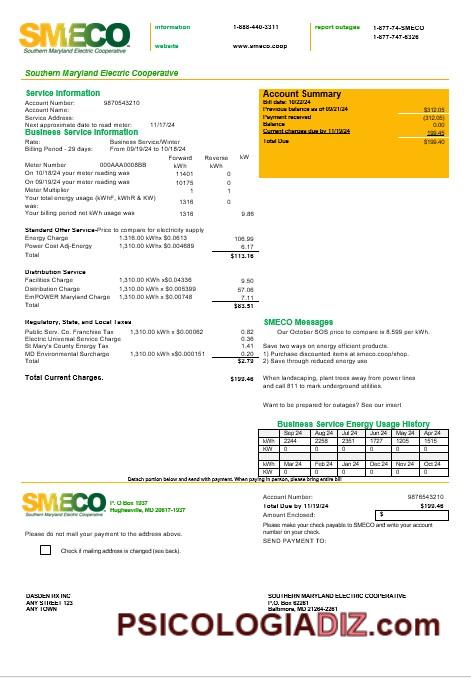 SMECO
Southern Maryland Electric Cooperative
information 1-888-440-3311
website www.smeco.coop
report outages 1-877-74-SMECO
1-877-747-6326
Southern Maryland Electric Cooperative
Service Information
Account Number: 9870543210
Account Name:
Service Address:
Next approximate date to read meter: 11/17/24
Account Summary
Bill date: 10/22/24
Previous balance as of 09/21/24 $312.05
Payment received (312.05)
Balance 0.00
Current charges due by 11/19/24 199.46
Total Due $199.40
Business Service Information
Rate: Business Service/Winter
Billing Period - 29 days: From 09/19/24 to 10/18/24
Forward Reverse kW
Meter Number 000AAA0008BB kWh kWh
On 10/18/24 your meter reading was 11401 0
On 09/19/24 your meter reading was 10175 0
Meter Multiplier 1 1
Your total energy usage (kWhF, kWhR & KW) was: 1316 0
Your billing period net kWh usage was 1316 9.86
Standard Offer Service-Price to compare for electricity supply
Energy Charge 1,316.00 kWhx $0.0613 106.99
Power Cost Adj-Energy 1,310.00 kWhx $0.004689 6.17
Total $113.16
Distribution Service
Facilities Charge 1,310.00 KWh x$0.04336 9.50
Distribution Charge 1,310.00 kWh x$0.005399 57.06
EmPOWER Maryland Charge 1,310.00 kWh x $0.00748 7.11
Total $83.51
Regulatory, State, and Local Taxes
Public Serv. Co. Franchise Tax 1,310.00 kWh x $0.00062 0.82
Electric Universal Service Charge 0.36
St Mary's County Energy Tax 1.41
MD Environmental Surcharge 1,310.00 kWh x$0.000151 0.20
Total $2.79
Total Current Charges. $199.46
SMECO Messages
Our October SOS price to compare is 8.599 per kWh.
Save two ways on energy efficient products.
1) Purchase discounted items at smeco.coop/shop.
2) Save through reduced energy use
When landscaping, plant trees away from power lines
and call 811 to mark underground utilities.
Want to be prepared for outages? See our insert
Business Service Energy Usage History
Sep 24 Aug 24 Jul 24 Jun 24 May 24 Apr 24
kWh 2244 2258 2351 1727 1205 1515
KW 0 0 0 0 0 0
Mar 24 Feb 24 Jan 24 Dec 24 Nov 24 Oct 24
kWh
KW 0 0 0 0 0 0
Detach portion below and send with payment. When paying in person, please bring entire bill
SMECO
Southern Maryland Electric Cooperative
P. O Box 1937
Hughesville, MD 20617-1937
Please do not mail your payment to the address above.
Check if mailing address is changed (see back).
Account Number: 9876543210
Total Due by 11/19/24 $199.46
Amount Enclosed: $
Please make your check payable to SMECO and write your account
number on your check.
SEND PAYMENT TO:
DASDEN RX INC
ANY STREET 123
ANY TOWN
SOUTHERN MARYLAND ELECTRIC COOPERATIVE
P.O. Box 62261
Baltimore, MD 21264-2261
PSICOLOGIADIZ.com